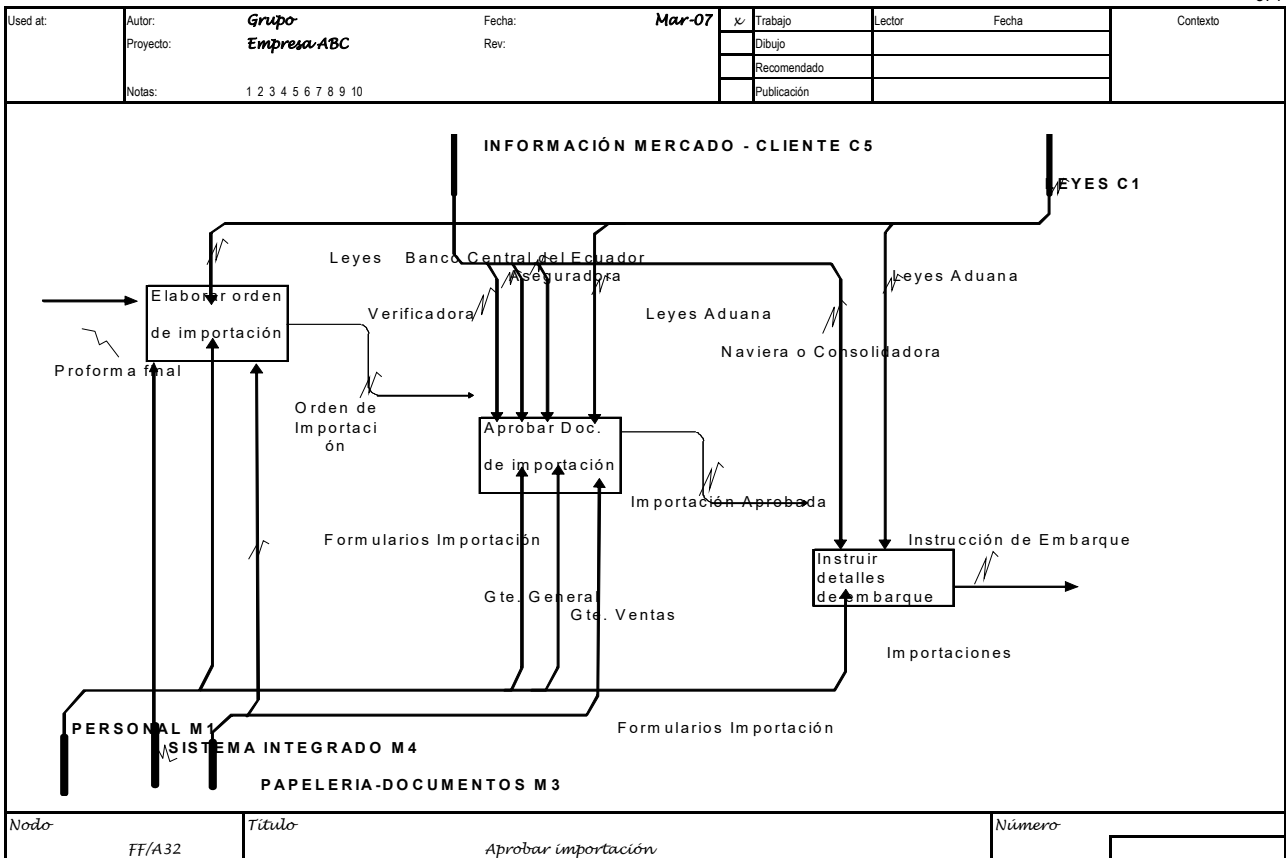 Used at:
Autor:
Grupo
Fecha:
Mar-07
x
Trabajo
Lector
Fecha
Contexto
Proyecto:
Empresa ABC
Rev:
Dibujo
Recomendado
Notas:
1 2 3 4 5 6 7 8 9 10
Publicación
INFORMACIÓN MERCADO - CLIENTE C5
LEYES C1
Leyes
Banco Central del Ecuador
Aseguradora
Leyes Aduana
Elaborar orden
de importación
Verificadora
Leyes Aduana
Naviera o Consolidadora
Proforma final
Orden de
Importaci
ón
Aprobar Doc.
de importación
Importación Aprobada
Formularios Importación
Instrucción de Embarque
Instruir
detalles
de embarque
Gte. General
Gte. Ventas
Importaciones
PERSONAL M1
Formularios Importación
SISTEMA INTEGRADO M4
PAPELERIA-DOCUMENTOS M3
Nodo
Título
Número
FF/A32
Aprobar importación